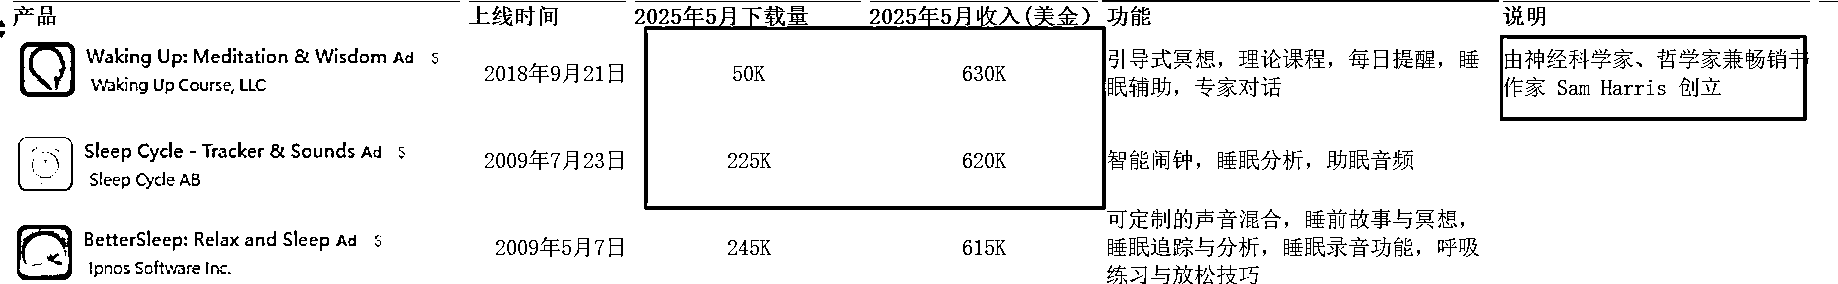 产品 上线时间 2025年5月下载量 2025年5月收入(美金) 功能 说明
Waking Up: Meditation & Wisdom Ad $
Waking Up Course, LLC
2018年9月21日 50K 630K
引导式冥想，理论课程，每日提醒，睡
眠辅助，专家对话
由神经科学家、哲学家兼畅销书
作家 Sam Harris 创立
Sleep Cycle - Tracker & Sounds Ad $
Sleep Cycle AB
2009年7月23日 225K 620K
智能闹钟，睡眠分析，助眠音频
BetterSleep: Relax and Sleep Ad $
Ipnos Software Inc.
2009年5月7日 245K 615K
可定制的声音混合，睡前故事与冥想，
睡眠追踪与分析，睡眠录音功能，呼吸
练习与放松技巧